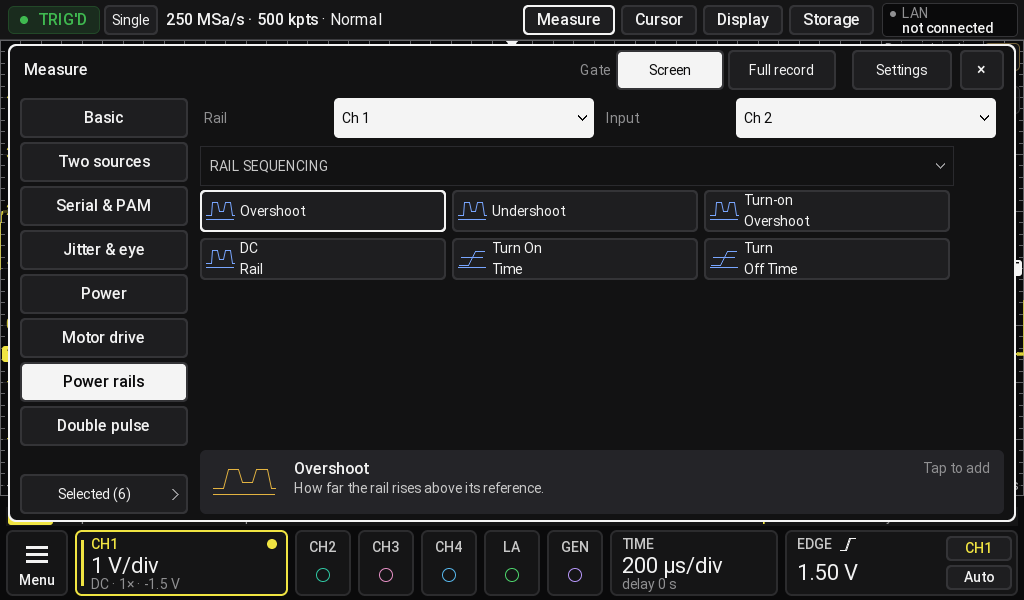 TRIG'D
Single
250 MSa/s · 500 kpts · Normal
Measure
Cursor
Display
Storage
LAN
not connected
Measure
Gate
Screen
Full record
Settings
×
Basic
Two sources
Serial & PAM
Jitter & eye
Power
Motor drive
Power rails
Double pulse
Selected (6)
Rail
Ch 1
Input
Ch 2
RAIL SEQUENCING
Overshoot
Undershoot
Turn-on
Overshoot
DC
Rail
Turn On
Time
Turn
Off Time
Overshoot
How far the rail rises above its reference.
Tap to add
Menu
CH1
1 V/div
DC · 1× · -1.5 V
CH2
CH3
CH4
LA
GEN
TIME
200 µs/div
delay 0 s
EDGE
1.50 V
CH1
Auto